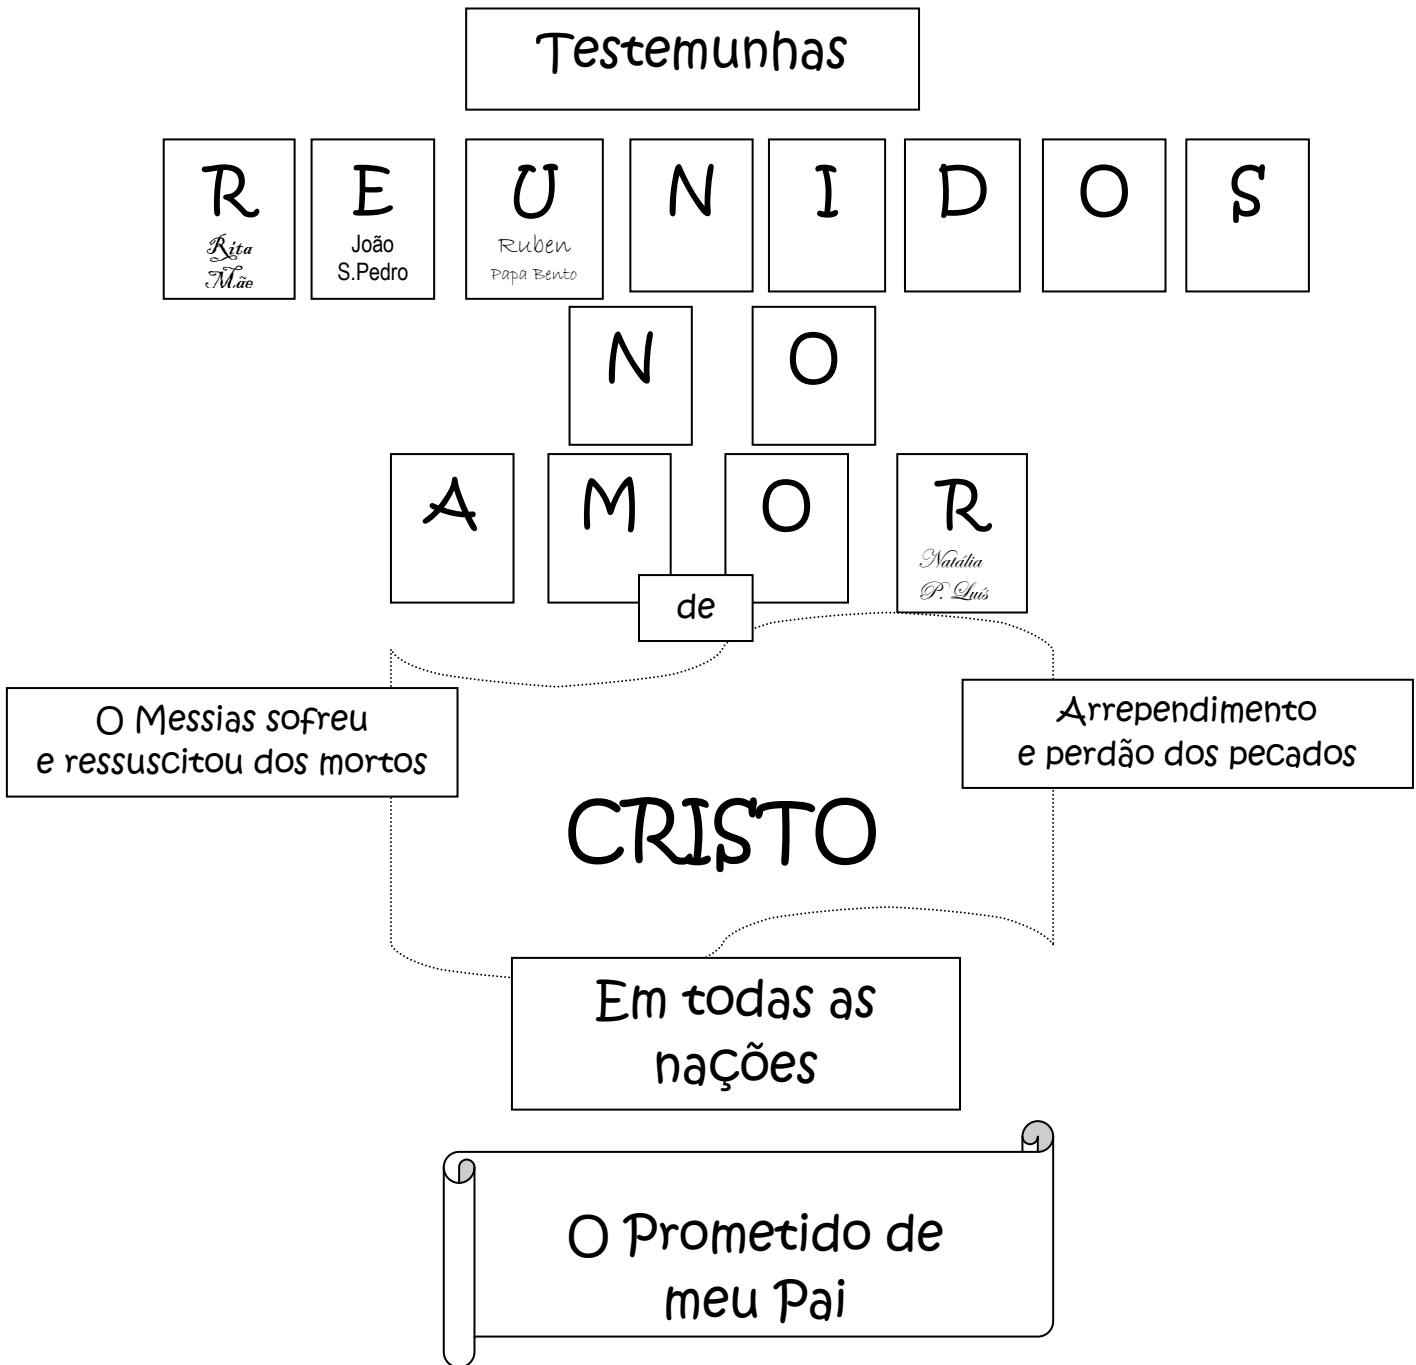 Testemunhas
R E U N I D O S
Rita João Ruben
Mãe S.Pedro Papa Bento
N O
A M O R
Natália
P. Luís
de
O Messias sofreu
e ressuscitou dos mortos
Arrependimento
e perdão dos pecados
CRISTO
Em todas as
nações
O Prometido de
meu Pai